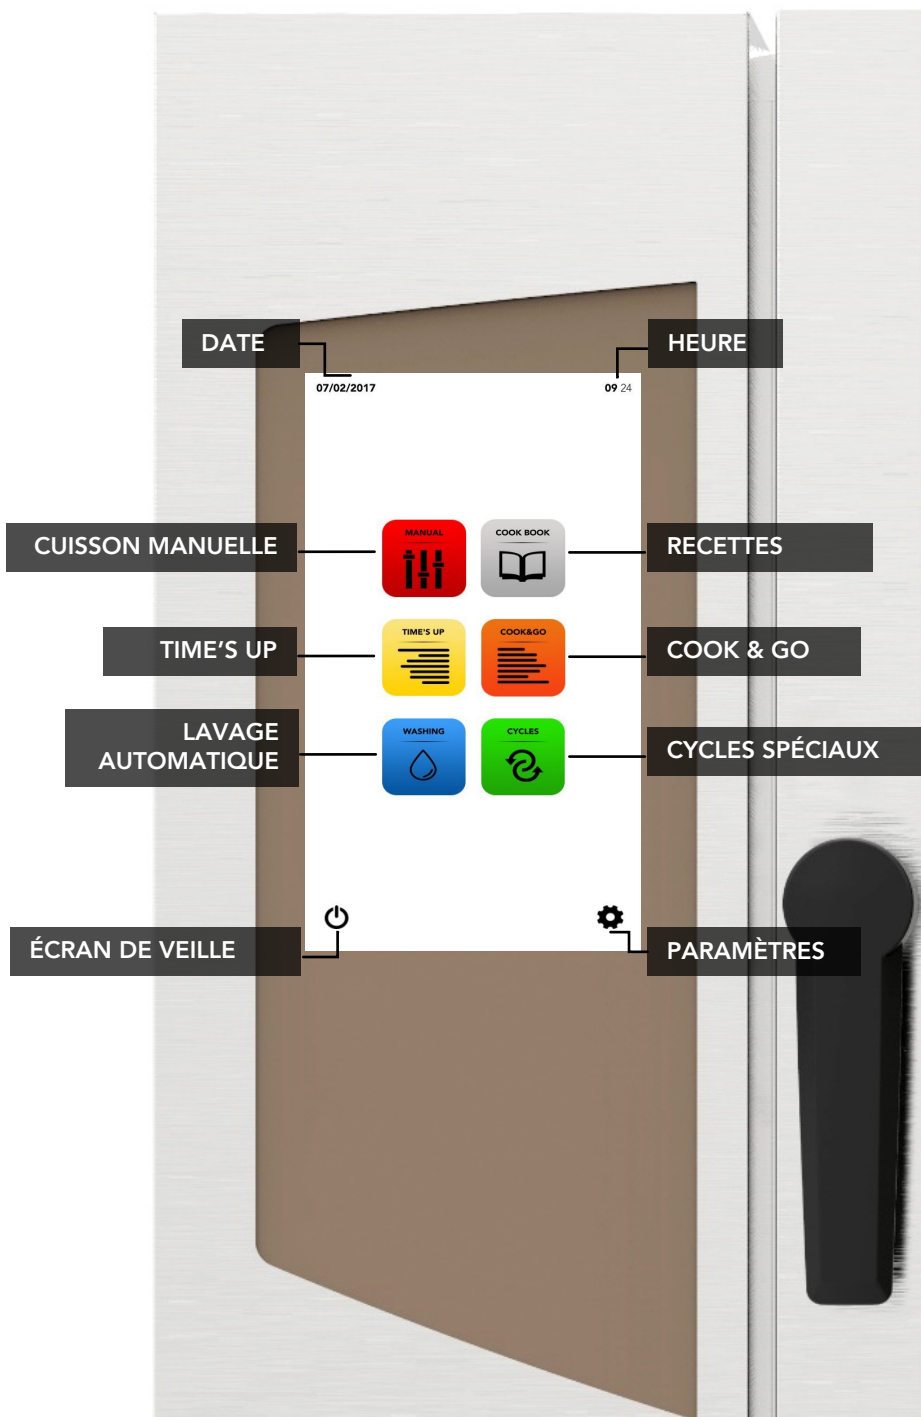 DATE
HEURE
07/02/2017
09 24
CUISSON MANUELLE
MANUAL
COOK BOOK
RECETTES
TIME'S UP
TIME'S UP
COOK&GO
COOK & GO
LAVAGE
AUTOMATIQUE
WASHING
CYCLES
CYCLES SPÉCIAUX
ÉCRAN DE VEILLE
PARAMÈTRES